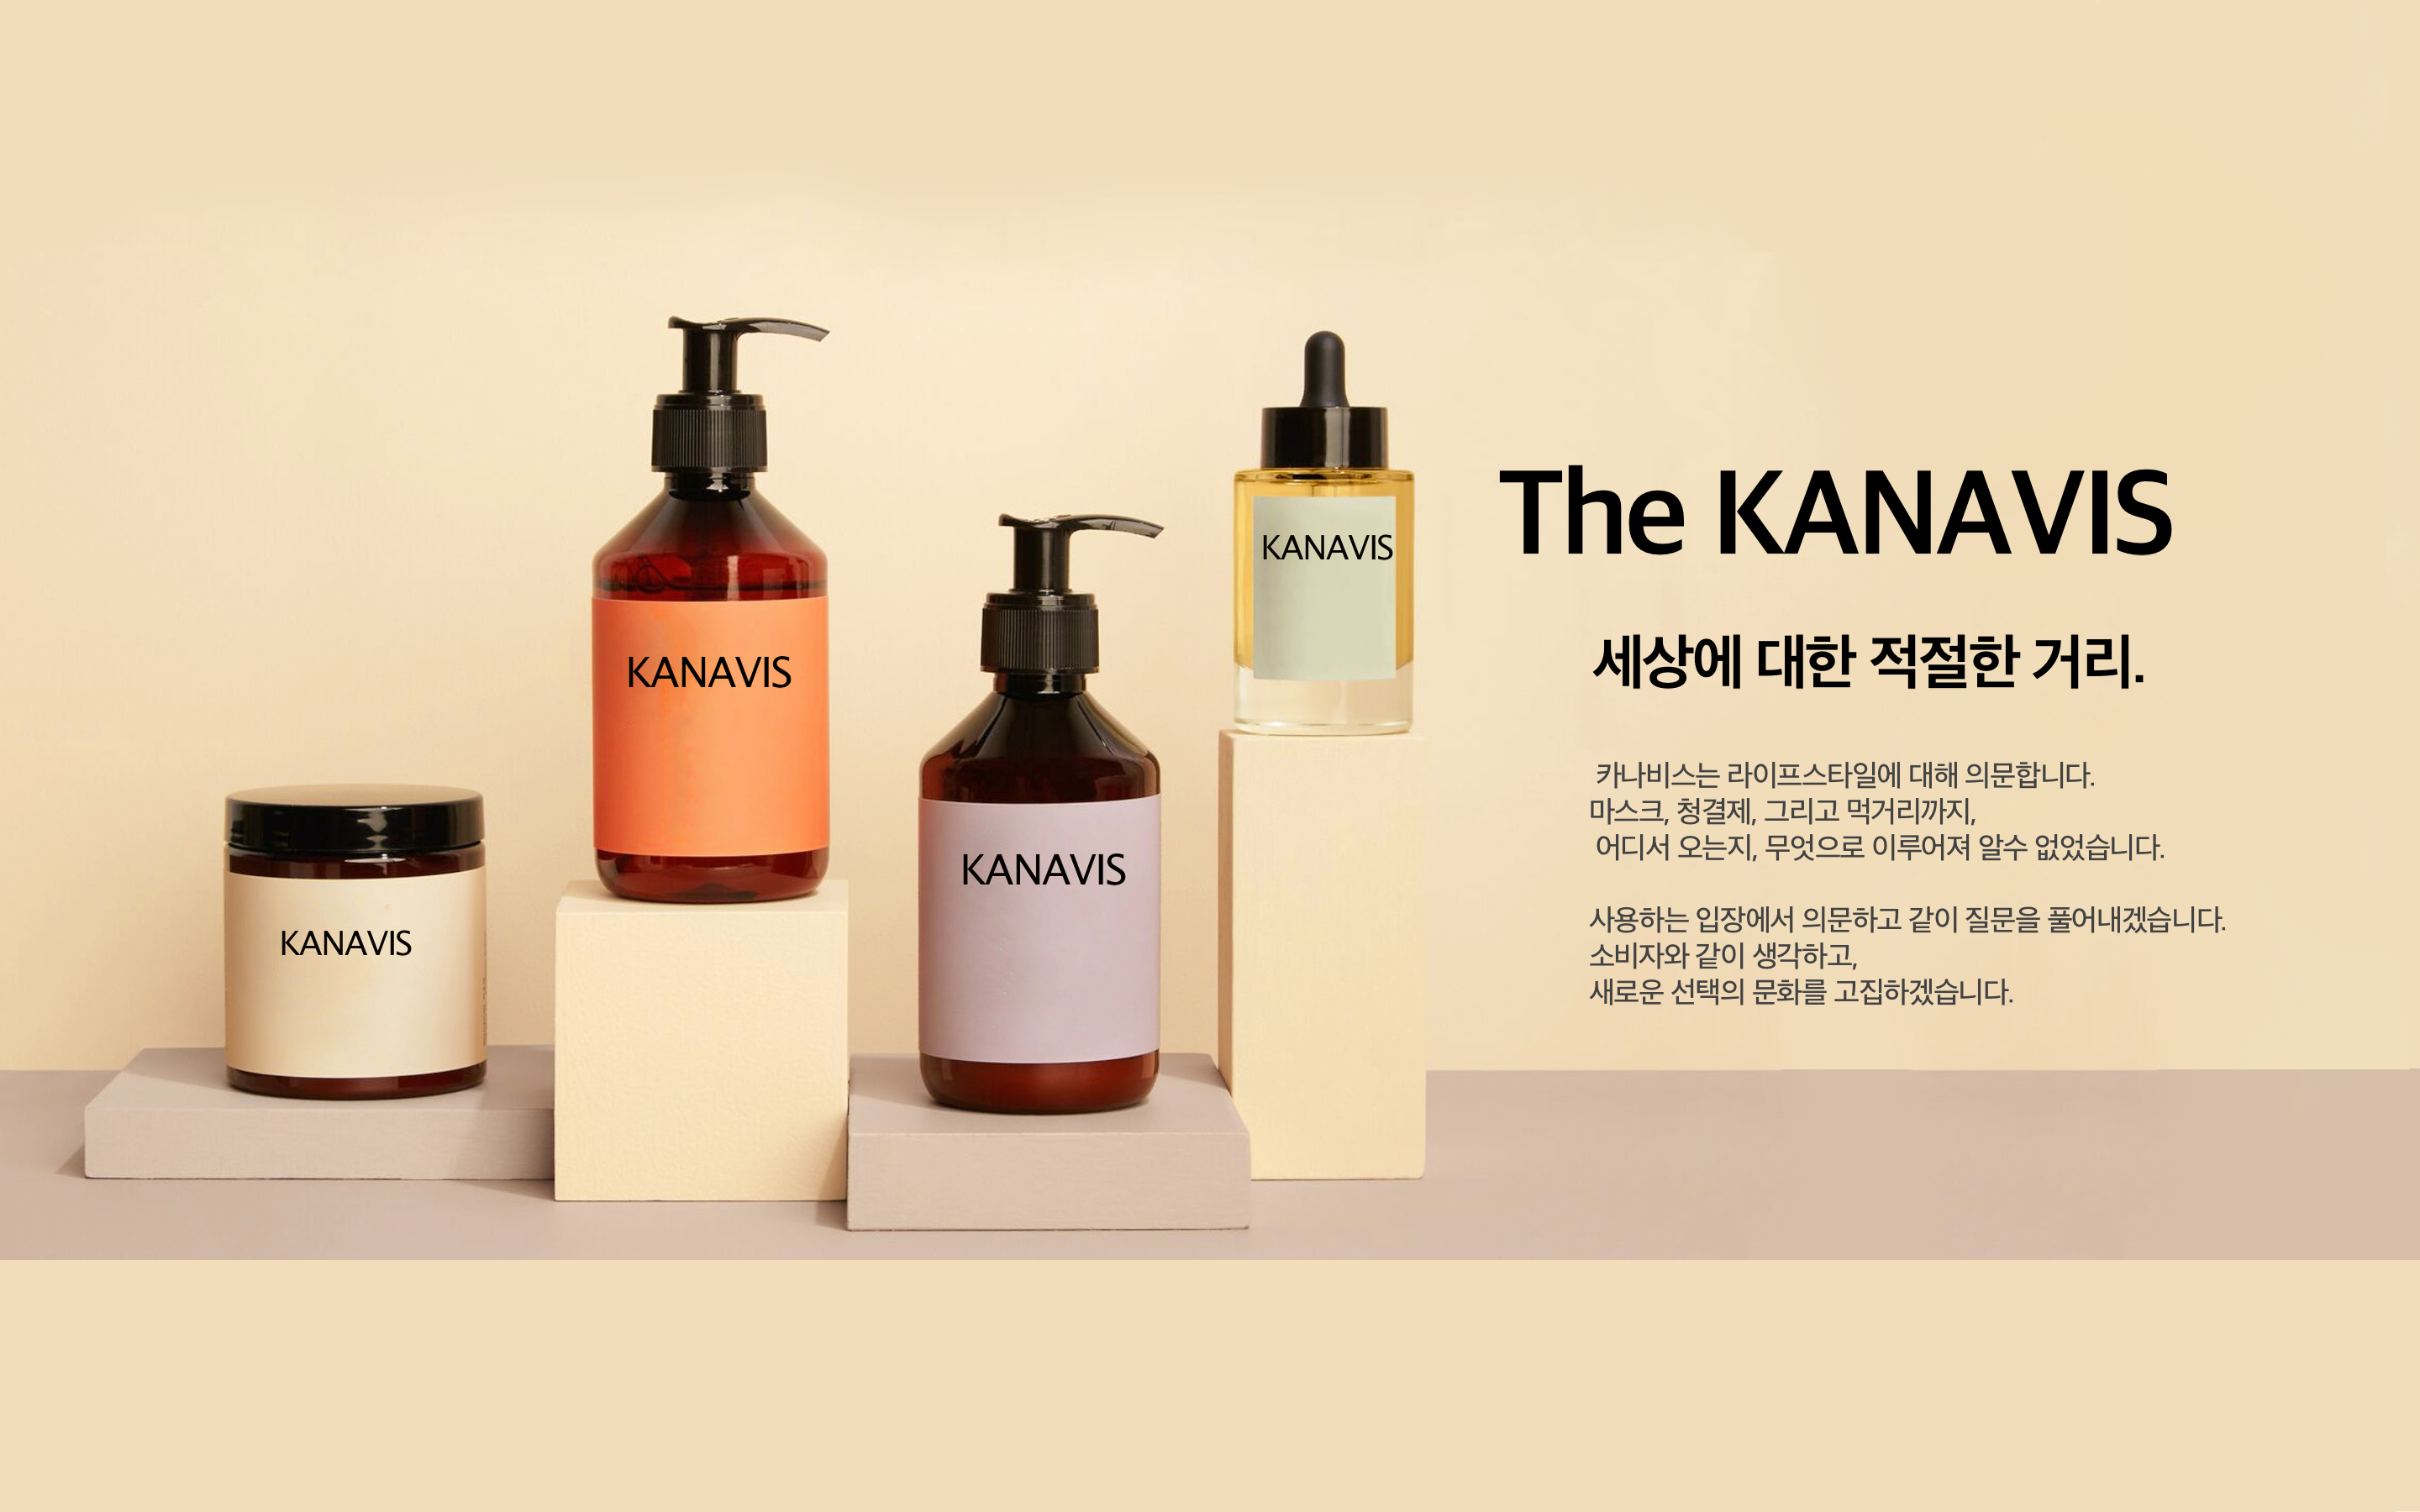 The KANAVIS
세상에 대한 적절한 거리.
카나비스는 라이프스타일에 대해 의문합니다.
마스크, 청결제, 그리고 먹거리까지,
어디서 오는지, 무엇으로 이루어져 알수 없었습니다.
사용하는 입장에서 의문하고 같이 질문을 풀어내겠습니다.
소비자와 같이 생각하고,
새로운 선택의 문화를 고집하겠습니다.
KANAVIS
KANAVIS
KANAVIS
KANAVIS